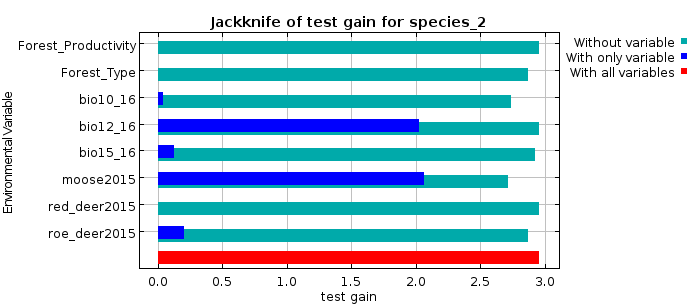 Jackknife of test gain for species_2
Environmental Variable
Forest_Productivity
Forest_Type
bio10_16
bio12_16
bio15_16
moose2015
red_deer2015
roe_deer2015
0.0 0.5 1.0 1.5 2.0 2.5 3.0
test gain
Without variable
With only variable
With all variables